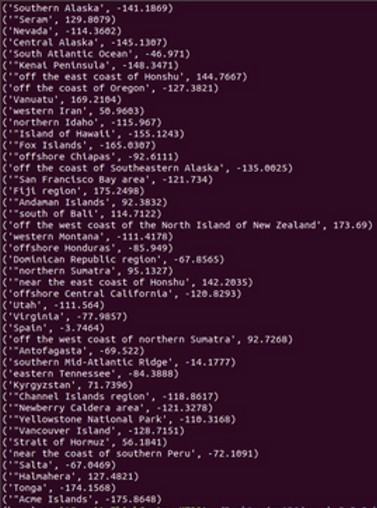 ('Southern Alaska', -141.1869)
('"Seram', 129.8079)
('Nevada', -114.3602)
('Central Alaska', -145.1307)
('South Atlantic Ocean', -46.971)
('"Kenai Peninsula', -148.3471)
('"off the east coast of Honshu', 144.7667)
('off the coast of Oregon', -127.3821)
('Vanuatu', 169.2104)
('western Iran', 50.9603)
('northern Idaho', -115.967)
('"Island of Hawaii', -155.1243)
('"Fox Islands', -165.0307)
('offshore Chiapas', -92.6111)
('off the coast of Southeastern Alaska', -135.0025)
('"San Francisco Bay area', -121.734)
('Fiji region', 175.2498)
('"Andaman Islands', 92.3832)
('"south of Bali', 114.7122)
('off the west coast of the North Island of New Zealand', 173.69)
('western Montana', -111.4178)
('offshore Honduras', -85.949)
('Dominican Republic region', -67.8565)
('"northern Sumatra', 95.1327)
('"near the east coast of Honshu', 142.2035)
('offshore Central California', -120.8293)
('Utah', -111.564)
('Virginia', -77.9857)
('Spain', -3.7464)
('off the west coast of northern Sumatra', 92.7268)
('"Antofagasta', -69.522)
('southern Mid-Atlantic Ridge', -14.1777)
('eastern Tennessee', -84.3888)
('Kyrgyzstan', 71.7396)
('"Channel Islands region', -118.8617)
('"Newberry Caldera area', -121.3278)
('"Yellowstone National Park', -110.3168)
('"Vancouver Island', -128.7151)
('Strait of Hormuz', 56.1841)
('near the coast of southern Peru', -72.1091)
('"Salta', -67.0469)
('"Halmahera', 127.4821)
('Tonga', -174.1568)
('"Acme Islands', -175.8648)